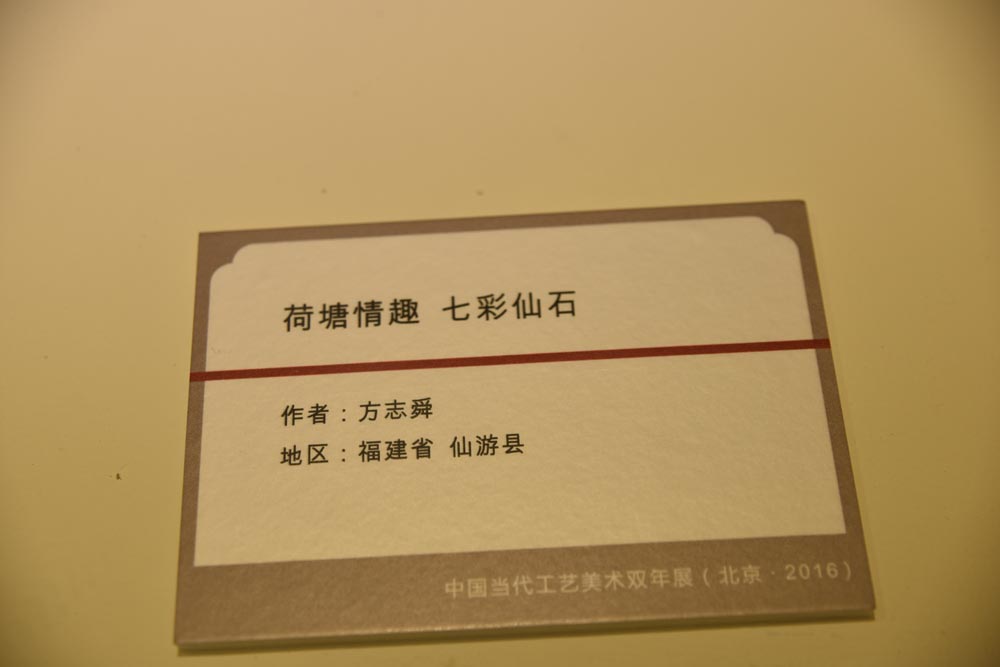 荷塘情趣 七彩仙石
作者：方志舜
地区：福建省 仙游县
中国当代工艺美术双年展（北京·2016）